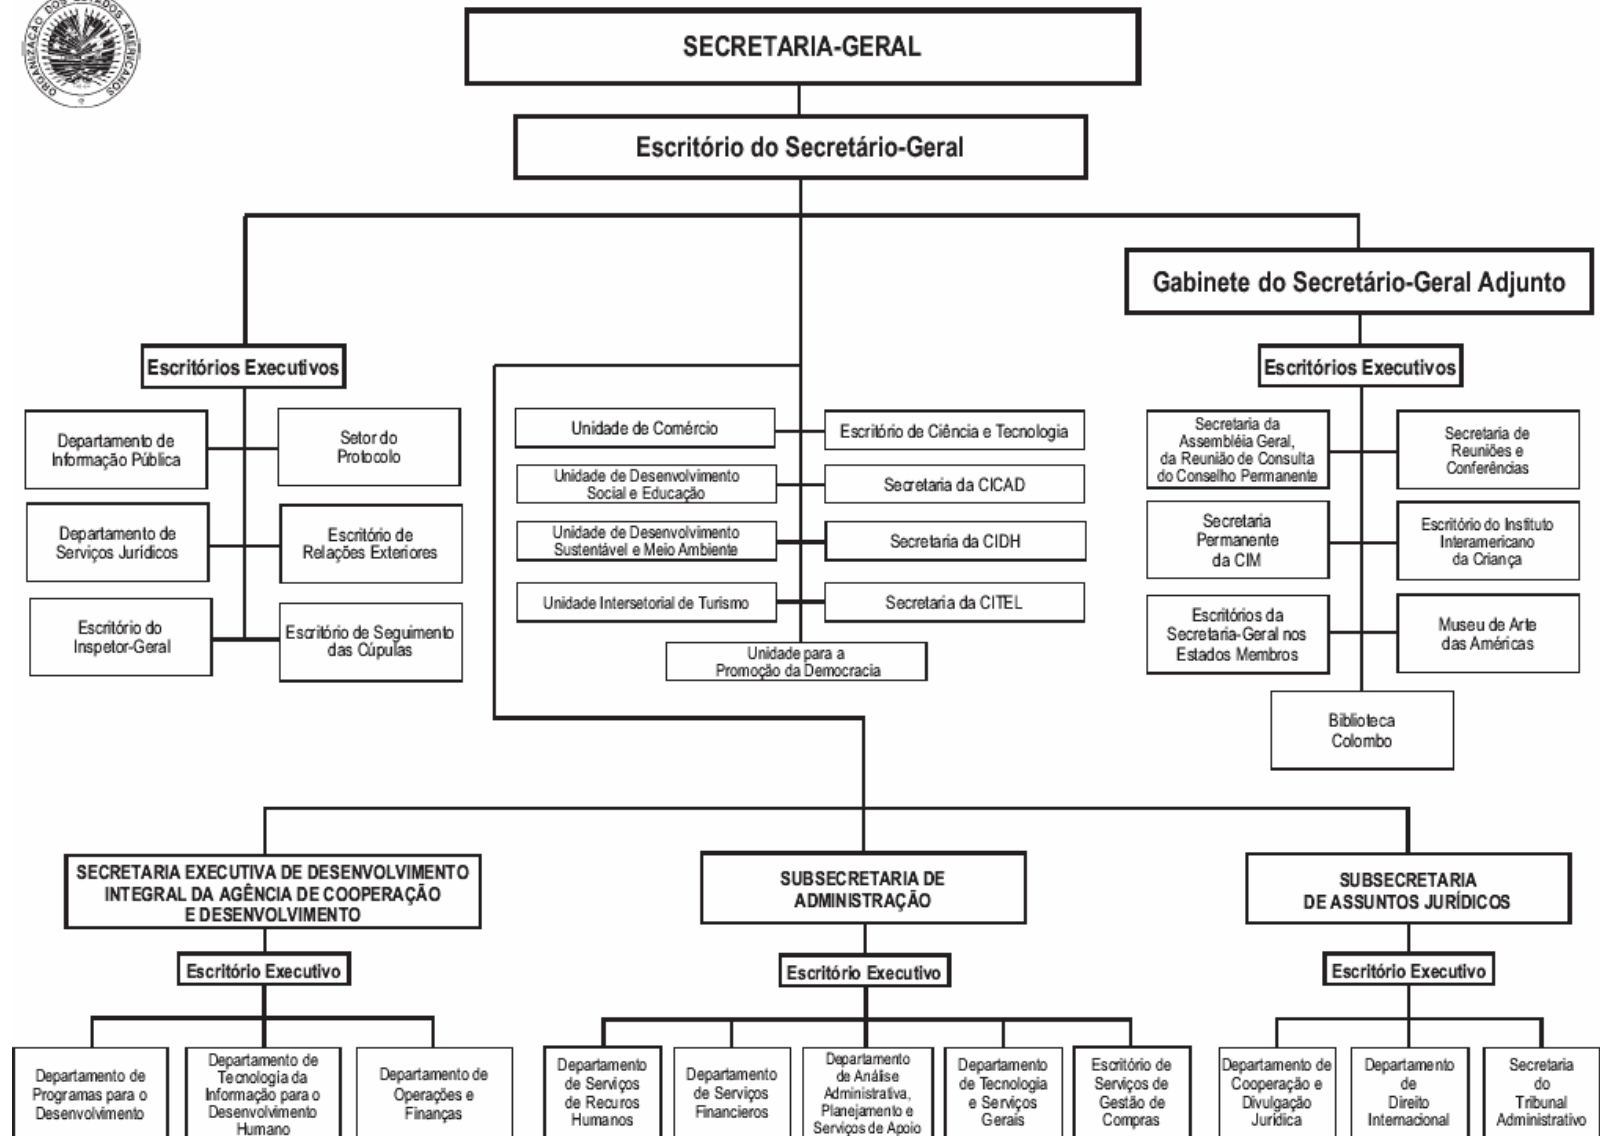 ORGANIZAÇÃO DOS ESTADOS AMERICANOS
SECRETARIA-GERAL
Escritório do Secretário-Geral
Gabinete do Secretário-Geral Adjunto
Escritórios Executivos
Departamento de
Informação Pública
Setor do
Protocolo
Departamento de
Serviços Jurídicos
Escritório de
Relações Exteriores
Escritório do
Inspetor-Geral
Escritório de Seguimento
das Cúpulas
Unidade de Comércio
Escritório de Ciência e Tecnologia
Unidade de Desenvolvimento
Social e Educação
Secretaria da CICAD
Unidade de Desenvolvimento
Sustentável e Meio Ambiente
Secretaria da CIDH
Unidade Intersetorial de Turismo
Secretaria da CITEL
Unidade para a
Promoção da Democracia
Escritórios Executivos
Secretaria da
Assembléia Geral,
da Reunião de Consulta
do Conselho Permanente
Secretaria de
Reuniões e
Conferências
Secretaria
Permanente
da CIM
Escritório do Instituto
Interamericano
da Criança
Escritórios da
Secretaria-Geral nos
Estados Membros
Museu de Arte
das Américas
Biblioteca
Colombo
SECRETARIA EXECUTIVA DE DESENVOLVIMENTO
INTEGRAL DA AGÊNCIA DE COOPERAÇÃO
E DESENVOLVIMENTO
Escritório Executivo
Departamento de
Programas para o
Desenvolvimento
Departamento de
Tecnologia da
Informação para o
Desenvolvimento
Humano
Departamento de
Operações e
Finanças
SUBSECRETARIA DE
ADMINISTRAÇÃO
Escritório Executivo
Departamento
de Serviços
de Recuros
Humanos
Departamento
de Serviços
Financieros
Departamento
de Análise
Administrativa,
Planejamento e
Serviços de Apoio
Departamento
de Tecnologia
e Serviços
Gerais
Escritório de
Serviços de
Gestão de
Compras
SUBSECRETARIA
DE ASSUNTOS JURÍDICOS
Escritório Executivo
Departamento de
Cooperação e
Divulgação
Jurídica
Departamento
de
Direito
Internacional
Secretaria
do
Tribunal
Administrativo